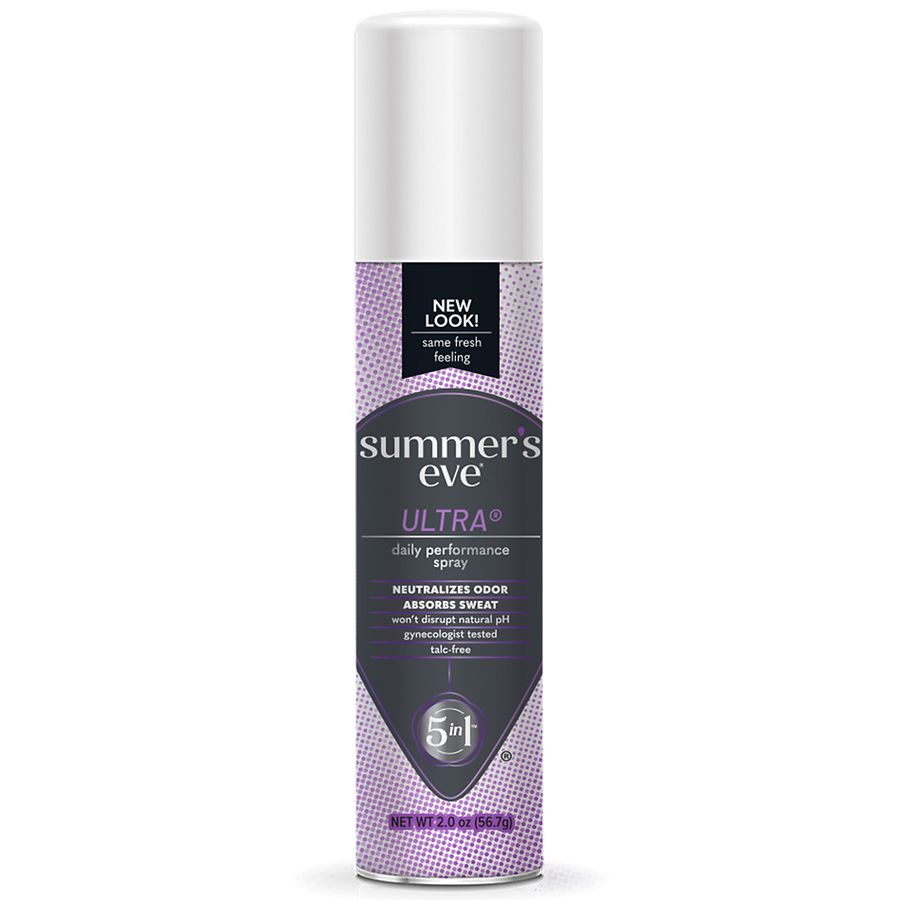 NEW
LOOK!
same fresh
feeling
summer's
eve®
ULTRA®
daily performance
spray
NEUTRALIZES ODOR
ABSORBS SWEAT
won't disrupt natural pH
gynecologist tested
talc-free
5in1™
®
NET WT 2.0 oz (56.7g)